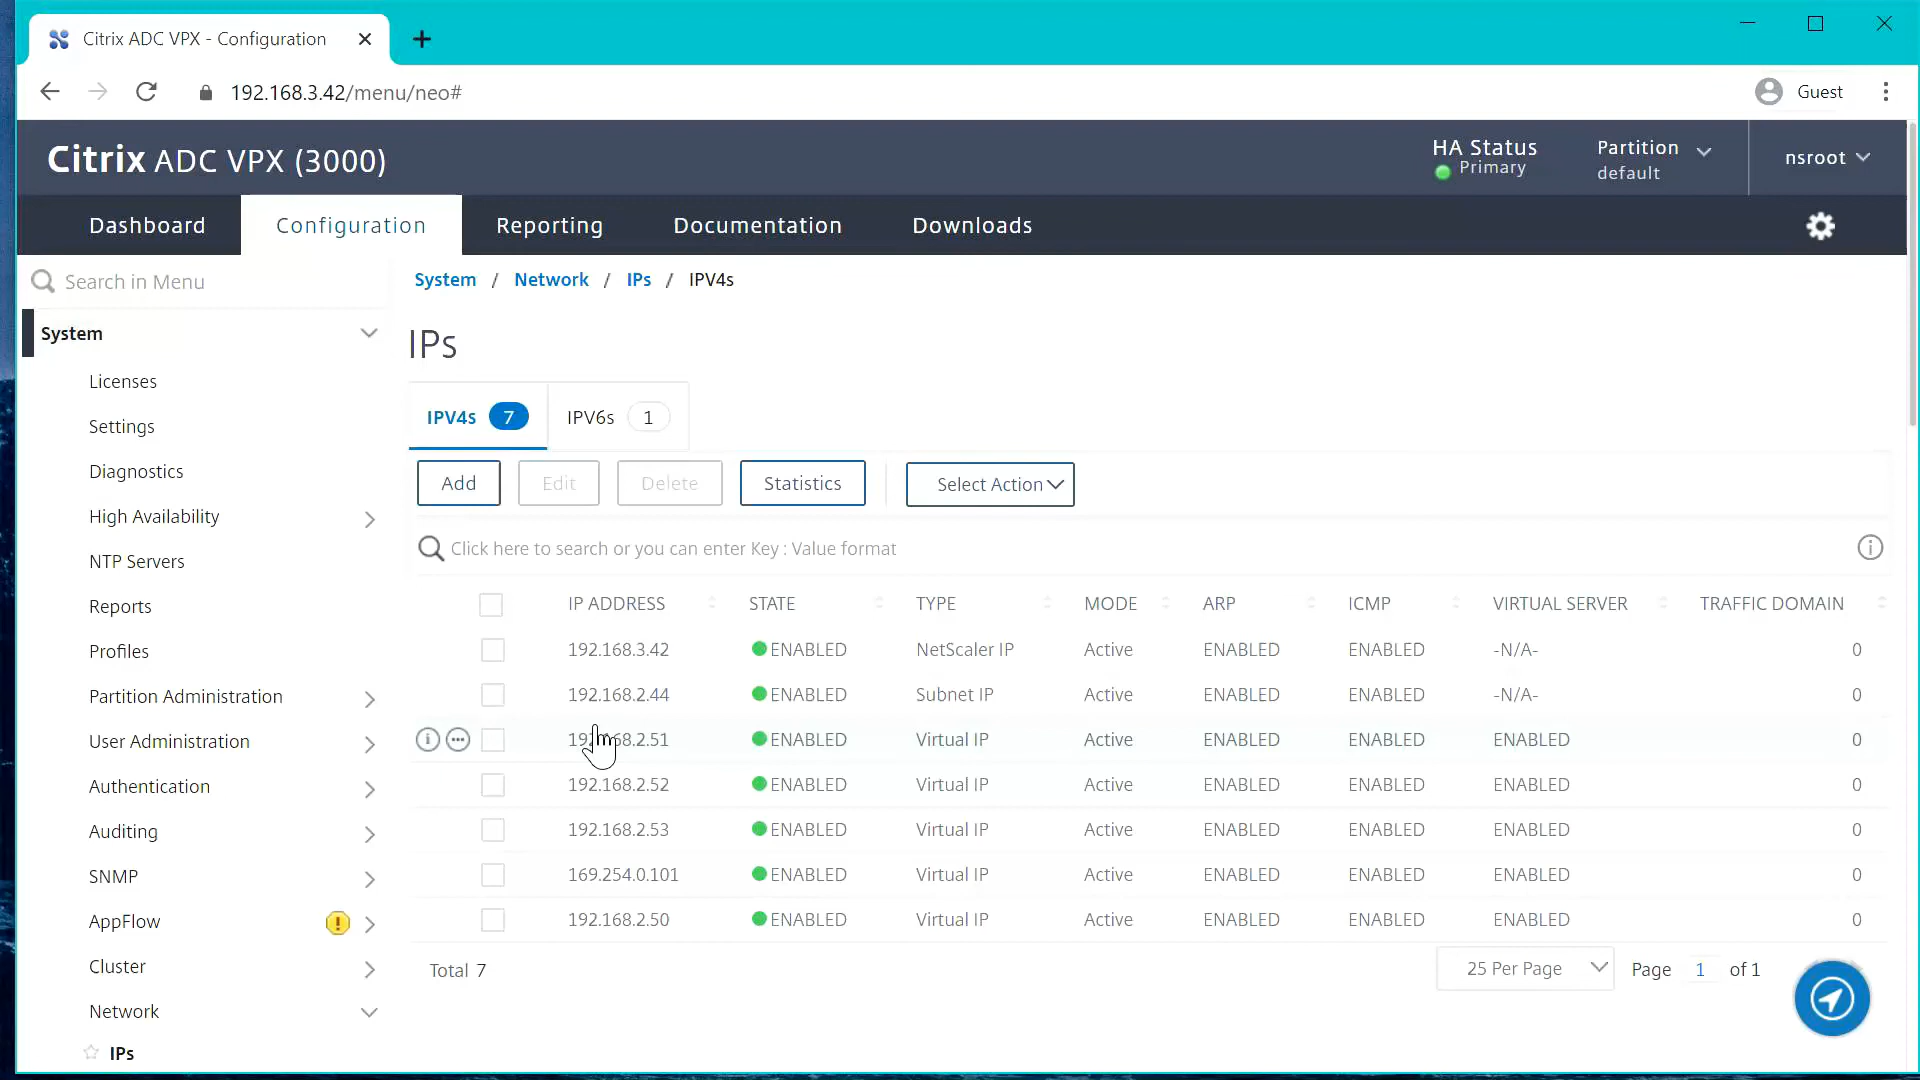 Citrix ADC VPX - Configuration
192.168.3.42/menu/neo#
Guest
Citrix ADC VPX (3000)
HA Status
Primary
Partition
default
nsroot
Dashboard
Configuration
Reporting
Documentation
Downloads
Search in Menu
System
Licenses
Settings
Diagnostics
High Availability
NTP Servers
Reports
Profiles
Partition Administration
User Administration
Authentication
Auditing
SNMP
AppFlow
Cluster
Network
IPs
System / Network / IPs / IPV4s
IPs
IPV4s 7
IPV6s 1
Add
Edit
Delete
Statistics
Select Action
Click here to search or you can enter Key : Value format
IP ADDRESS STATE TYPE MODE ARP ICMP VIRTUAL SERVER TRAFFIC DOMAIN
192.168.3.42 ENABLED NetScaler IP Active ENABLED ENABLED -N/A- 0
192.168.2.44 ENABLED Subnet IP Active ENABLED ENABLED -N/A- 0
192.168.2.51 ENABLED Virtual IP Active ENABLED ENABLED ENABLED 0
192.168.2.52 ENABLED Virtual IP Active ENABLED ENABLED ENABLED 0
192.168.2.53 ENABLED Virtual IP Active ENABLED ENABLED ENABLED 0
169.254.0.101 ENABLED Virtual IP Active ENABLED ENABLED ENABLED 0
192.168.2.50 ENABLED Virtual IP Active ENABLED ENABLED ENABLED 0
Total 7
25 Per Page
Page 1 of 1